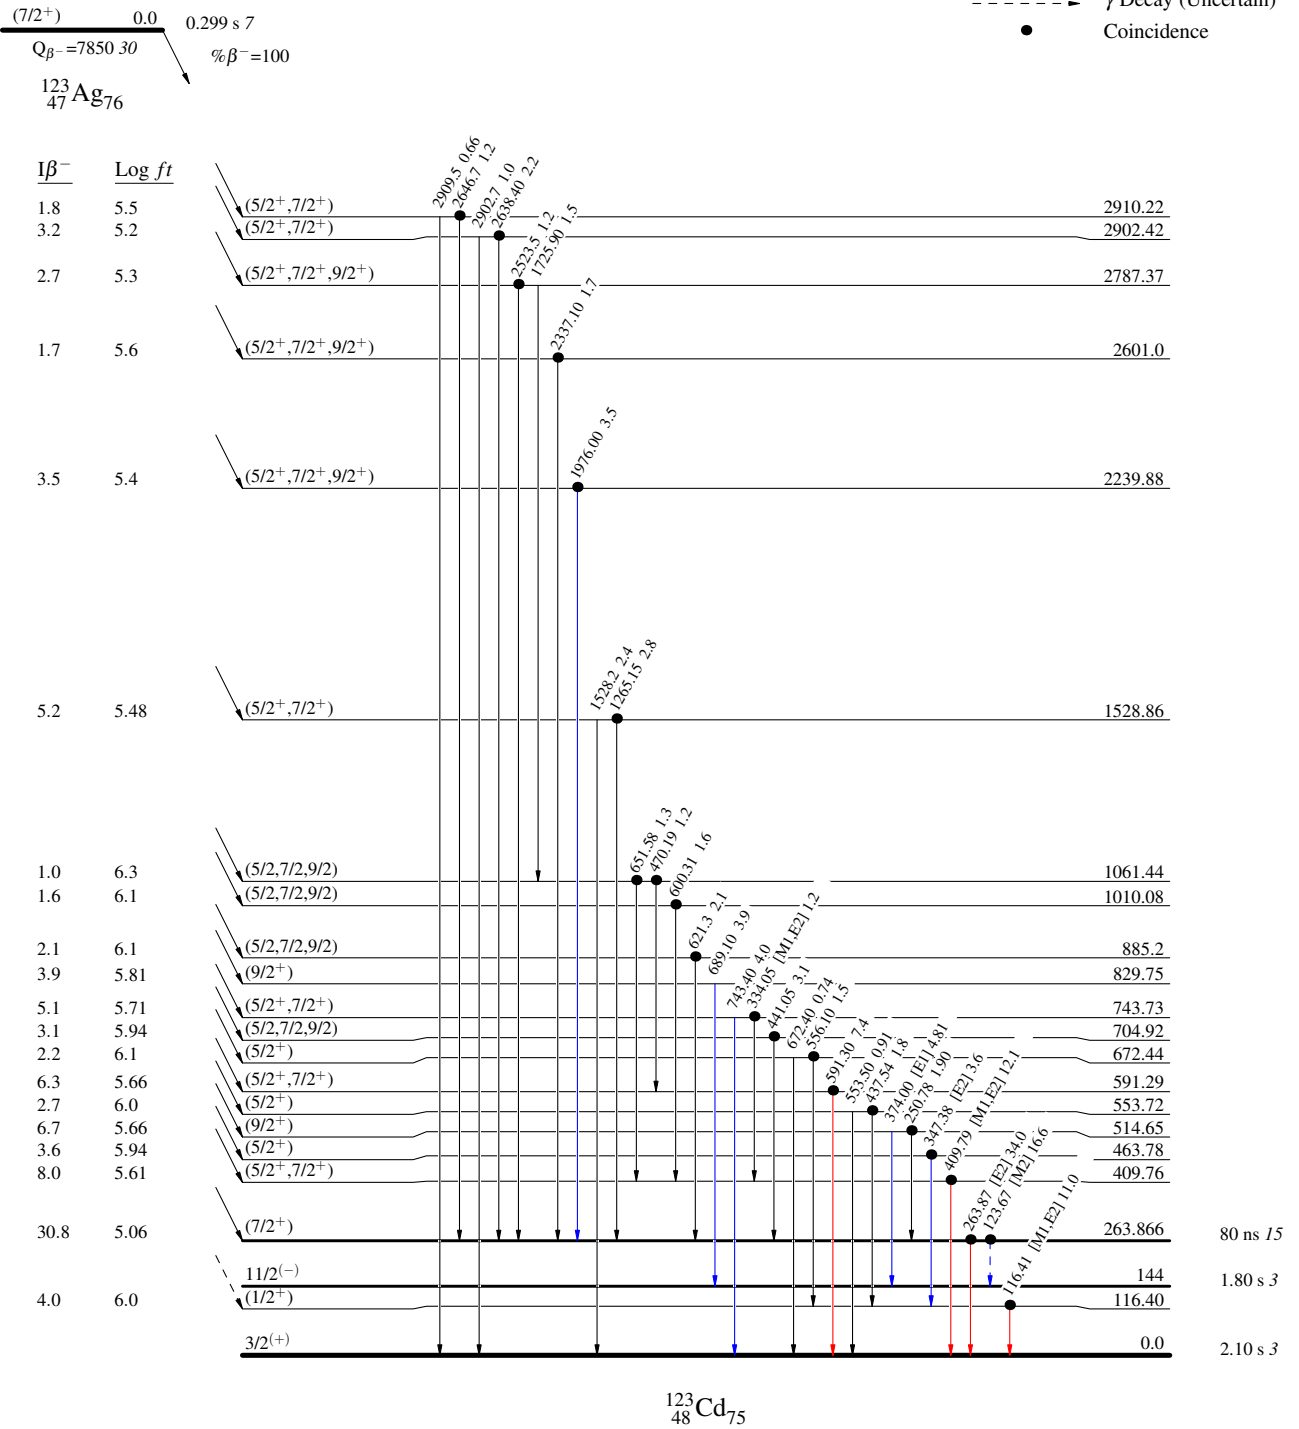 γ Decay (Uncertain)
Coincidence
(7/2+) 0.0 0.299 s 7
Qβ−=7850 30 %β−=100
123 47 Ag 76
Iβ− Log ft
2909.5 0.66
2646.7 1.2
2902.7 1.0
2638.40 2.2
1.8 5.5 (5/2+,7/2+) 2910.22
3.2 5.2 (5/2+,7/2+) 2902.42
2523.5 1.2
1725.90 1.5
2.7 5.3 (5/2+,7/2+,9/2+) 2787.37
2337.10 1.7
1.7 5.6 (5/2+,7/2+,9/2+) 2601.0
1976.00 3.5
3.5 5.4 (5/2+,7/2+,9/2+) 2239.88
1528.2 2.4
1265.15 2.8
5.2 5.48 (5/2+,7/2+) 1528.86
651.58 1.3
470.19 1.2
600.31 1.6
1.0 6.3 (5/2,7/2,9/2) 1061.44
1.6 6.1 (5/2,7/2,9/2) 1010.08
621.3 2.1
689.10 3.9
2.1 6.1 (5/2,7/2,9/2) 885.2
3.9 5.81 (9/2+) 829.75
743.40 4.0
334.05 [M1,E2] 1.2
441.05 3.1
5.1 5.71 (5/2+,7/2+) 743.73
3.1 5.94 (5/2,7/2,9/2) 704.92
672.40 0.74
556.10 1.5
2.2 6.1 (5/2+) 672.44
591.30 7.4
6.3 5.66 (5/2+,7/2+) 591.29
553.50 0.91
437.54 1.8
2.7 6.0 (5/2+) 553.72
374.00 [E1] 4.81
250.78 1.90
6.7 5.66 (9/2+) 514.65
347.38 [E2] 3.6
3.6 5.94 (5/2+) 463.78
409.79 [M1,E2] 12.1
8.0 5.61 (5/2+,7/2+) 409.76
263.87 [E2] 34.0
123.67 [M2] 16.6
30.8 5.06 (7/2+) 263.866 80 ns 15
116.41 [M1,E2] 11.0
11/2(−) 144 1.80 s 3
4.0 6.0 (1/2+) 116.40
3/2(+) 0.0 2.10 s 3
123 48 Cd 75